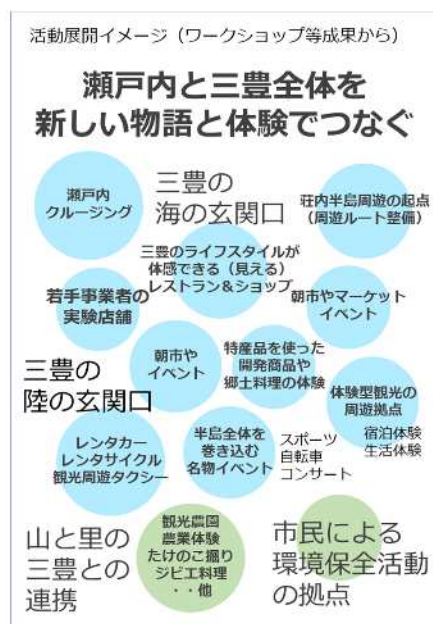 活動展開イメージ（ワークショップ等成果から）
瀬戸内と三豊全体を
新しい物語と体験でつなぐ
瀬戸内
クルージング
三豊の
海の玄関口
荘内半島周遊の起点
（周遊ルート整備）
三豊のライフスタイルが
体感できる（見える）
レストラン＆ショップ
若手事業者の
実験店舗
朝市やマーケット
イベント
朝市や
イベント
特産品を使った
開発商品や
郷土料理の体験
三豊の
陸の玄関口
体験型観光の
周遊拠点
レンタカー
レンタサイクル
観光周遊タクシー
半島全体を
巻き込む
名物イベント
スポーツ
自転車
コンサート
宿泊体験
生活体験
山と里の
三豊との
連携
観光農園
農業体験
たけのこ掘り
ジビエ料理
・・他
市民による
環境保全活動
の拠点